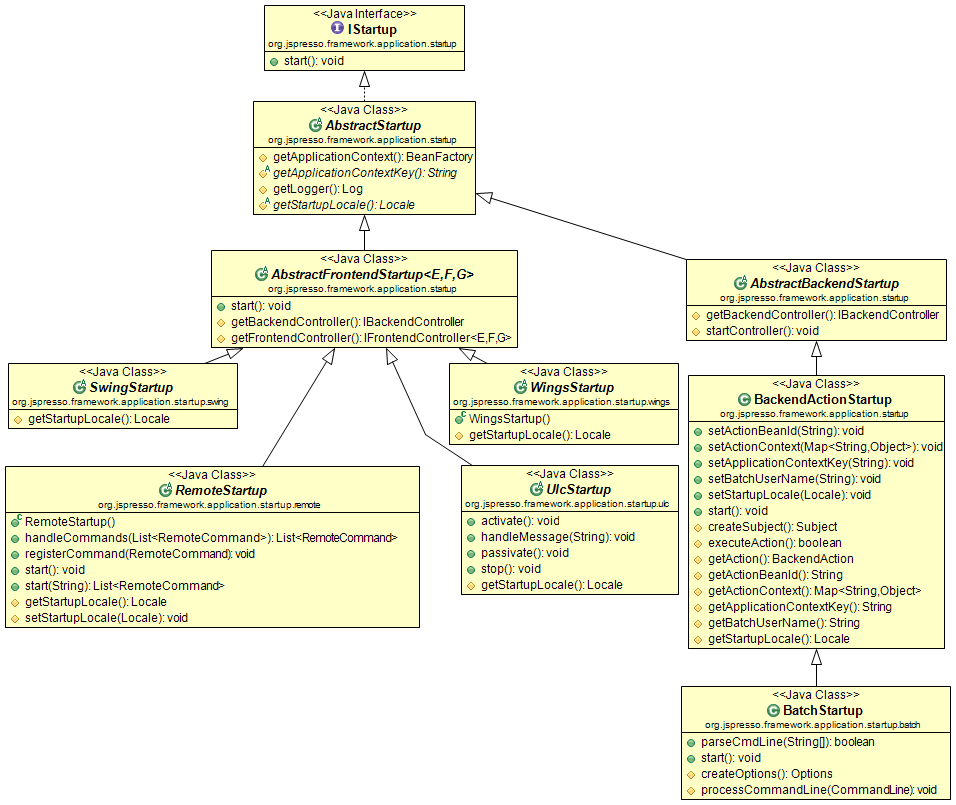 <<Java Interface>>
IStartup
org.jspresso.framework.application.startup
start(): void
<<Java Class>>
AbstractStartup
org.jspresso.framework.application.startup
getApplicationContext(): BeanFactory
getApplicationContextKey(): String
getLogger(): Log
getStartupLocale(): Locale
<<Java Class>>
AbstractFrontendStartup<E,F,G>
org.jspresso.framework.application.startup
start(): void
getBackendController(): IBackendController
getFrontendController(): IFrontendController<E,F,G>
<<Java Class>>
AbstractBackendStartup
org.jspresso.framework.application.startup
getBackendController(): IBackendController
startController(): void
<<Java Class>>
SwingStartup
org.jspresso.framework.application.startup.swing
getStartupLocale(): Locale
<<Java Class>>
WingsStartup
org.jspresso.framework.application.startup.wings
WingsStartup()
getStartupLocale(): Locale
<<Java Class>>
BackendActionStartup
org.jspresso.framework.application.startup
setActionBeanId(String): void
setActionContext(Map<String,Object>): void
setApplicationContextKey(String): void
setBatchUserName(String): void
setStartupLocale(Locale): void
start(): void
createSubject(): Subject
executeAction(): boolean
getAction(): BackendAction
getActionBeanId(): String
getActionContext(): Map<String,Object>
getApplicationContextKey(): String
getBatchUserName(): String
getStartupLocale(): Locale
<<Java Class>>
RemoteStartup
org.jspresso.framework.application.startup.remote
RemoteStartup()
handleCommands(List<RemoteCommand>): List<RemoteCommand>
registerCommand(RemoteCommand): void
start(): void
start(String): List<RemoteCommand>
getStartupLocale(): Locale
setStartupLocale(Locale): void
<<Java Class>>
UlcStartup
org.jspresso.framework.application.startup.ulc
activate(): void
handleMessage(String): void
passivate(): void
stop(): void
getStartupLocale(): Locale
<<Java Class>>
BatchStartup
org.jspresso.framework.application.startup.batch
parseCmdLine(String[]): boolean
start(): void
createOptions(): Options
processCommandLine(CommandLine): void